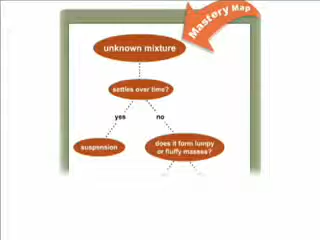 Mastery Map
unknown mixture
settles over time?
yes
no
suspension
does it form lumpy
or fluffy masses?